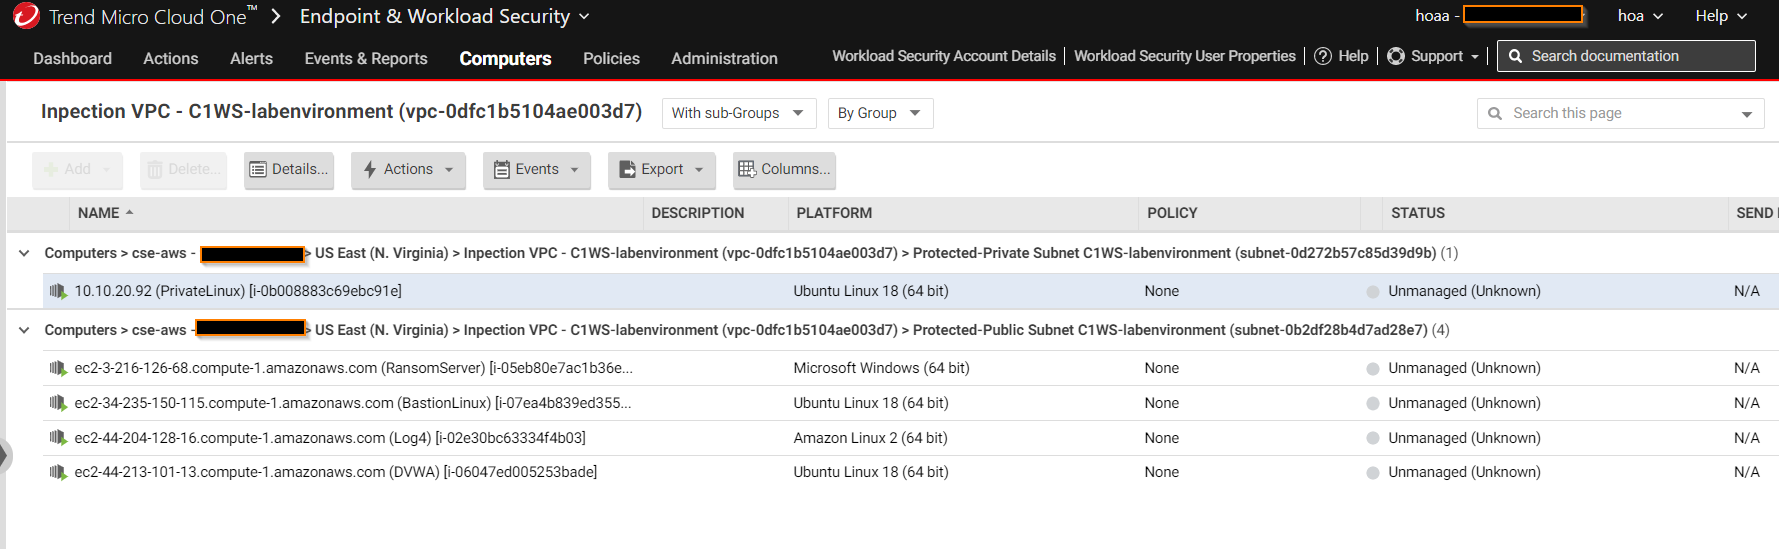 Trend Micro Cloud One™ > Endpoint & Workload Security
hoaa -
hoa
Help
Dashboard Actions Alerts Events & Reports Computers Policies Administration
Workload Security Account Details Workload Security User Properties Help Support Search documentation
Inpection VPC - C1WS-labenvironment (vpc-0dfc1b5104ae003d7) With sub-Groups By Group Search this page
Add Delete... Details... Actions Events Export Columns...
NAME DESCRIPTION PLATFORM POLICY STATUS SEND
Computers > cse-aws - > US East (N. Virginia) > Inpection VPC - C1WS-labenvironment (vpc-0dfc1b5104ae003d7) > Protected-Private Subnet C1WS-labenvironment (subnet-0d272b57c85d39d9b) (1)
10.10.20.92 (PrivateLinux) [i-0b008883c69ebc91e] Ubuntu Linux 18 (64 bit) None Unmanaged (Unknown) N/A
Computers > cse-aws - > US East (N. Virginia) > Inpection VPC - C1WS-labenvironment (vpc-0dfc1b5104ae003d7) > Protected-Public Subnet C1WS-labenvironment (subnet-0b2df28b4d7ad28e7) (4)
ec2-3-216-126-68.compute-1.amazonaws.com (RansomServer) [i-05eb80e7ac1b36e... Microsoft Windows (64 bit) None Unmanaged (Unknown) N/A
ec2-34-235-150-115.compute-1.amazonaws.com (BastionLinux) [i-07ea4b839ed355... Ubuntu Linux 18 (64 bit) None Unmanaged (Unknown) N/A
ec2-44-204-128-16.compute-1.amazonaws.com (Log4) [i-02e30bc63334f4b03] Amazon Linux 2 (64 bit) None Unmanaged (Unknown) N/A
ec2-44-213-101-13.compute-1.amazonaws.com (DVWA) [i-06047ed005253bade] Ubuntu Linux 18 (64 bit) None Unmanaged (Unknown) N/A